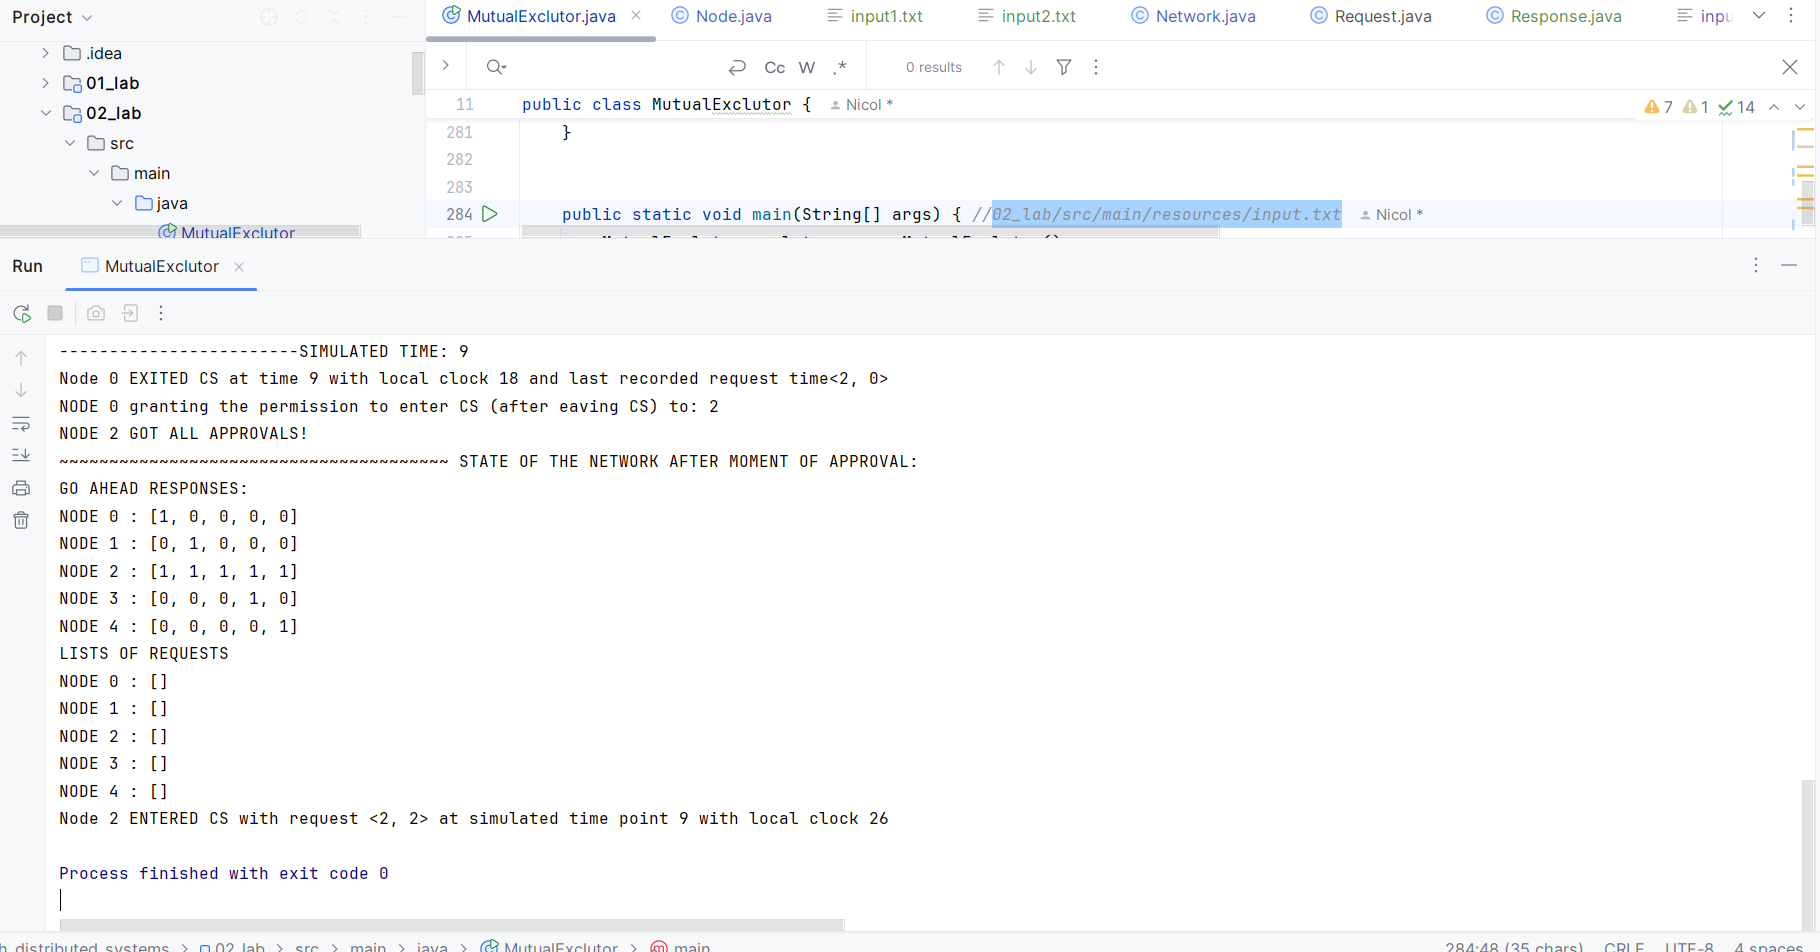 Project
MutualExclutor.java
Node.java
input1.txt
input2.txt
Network.java
Request.java
Response.java
.idea
01_lab
02_lab
src
main
java
MutualExclutor
Cc W .*
0 results
11 public class MutualExclutor { Nicol *
7 1 14
281 }
282
283
284 public static void main(String[] args) { //02_lab/src/main/resources/input.txt Nicol *
Run MutualExclutor
------------------------SIMULATED TIME: 9
Node 0 EXITED CS at time 9 with local clock 18 and last recorded request time<2, 0>
NODE 0 granting the permission to enter CS (after eaving CS) to: 2
NODE 2 GOT ALL APPROVALS!
~~~~~~~~~~~~~~~~~~~~~~~~~~~~~~~~~~~~~~~ STATE OF THE NETWORK AFTER MOMENT OF APPROVAL:
GO AHEAD RESPONSES:
NODE 0 : [1, 0, 0, 0, 0]
NODE 1 : [0, 1, 0, 0, 0]
NODE 2 : [1, 1, 1, 1, 1]
NODE 3 : [0, 0, 0, 1, 0]
NODE 4 : [0, 0, 0, 0, 1]
LISTS OF REQUESTS
NODE 0 : []
NODE 1 : []
NODE 2 : []
NODE 3 : []
NODE 4 : []
Node 2 ENTERED CS with request <2, 2> at simulated time point 9 with local clock 26
Process finished with exit code 0
distributed_systems > 02_lab > src > main > java > MutualExclutor > main
284:48 (35 chars) CRLF UTF-8 4 spaces